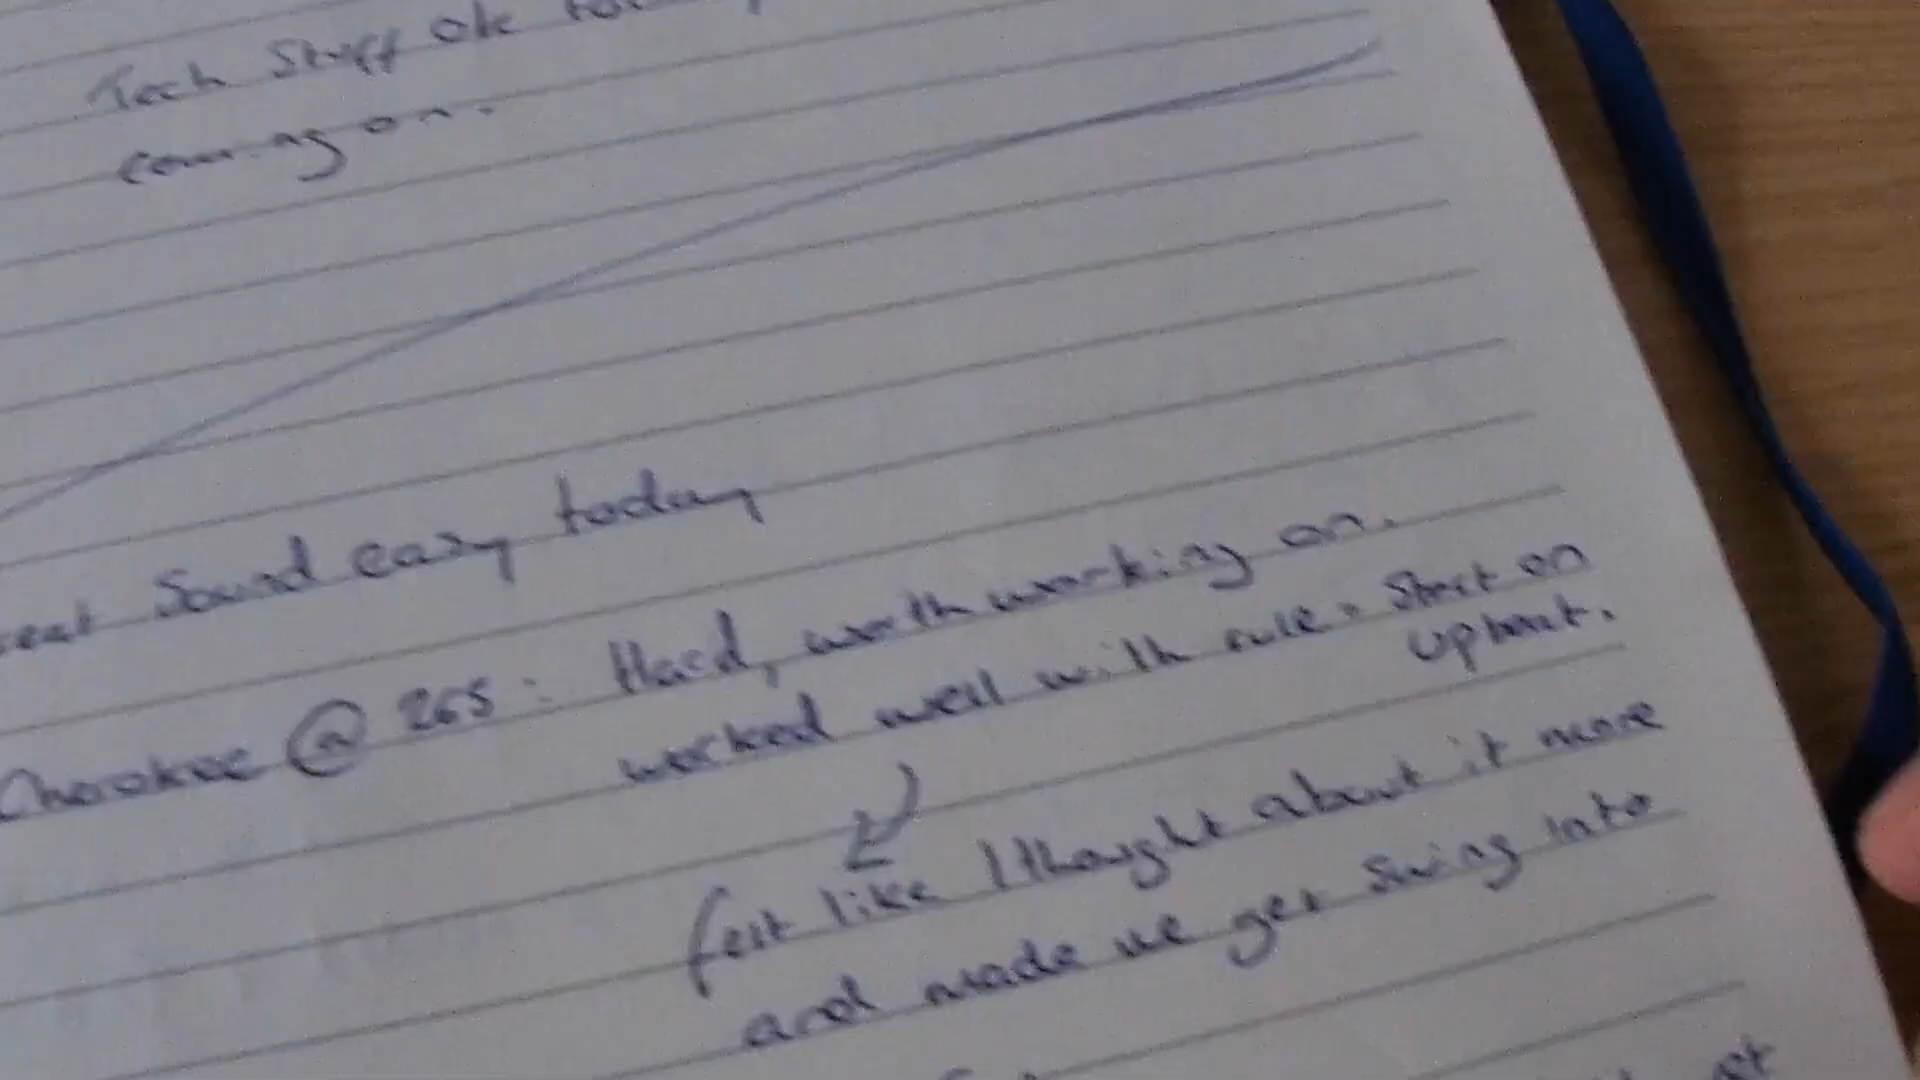 Tech Stuff ok
coming on.
Sound easy today
Cherokee @ 265: Hard, worth working on.
worked well with rule. Start on
upbeat.
felt like I thought about it more
and made me get swing into